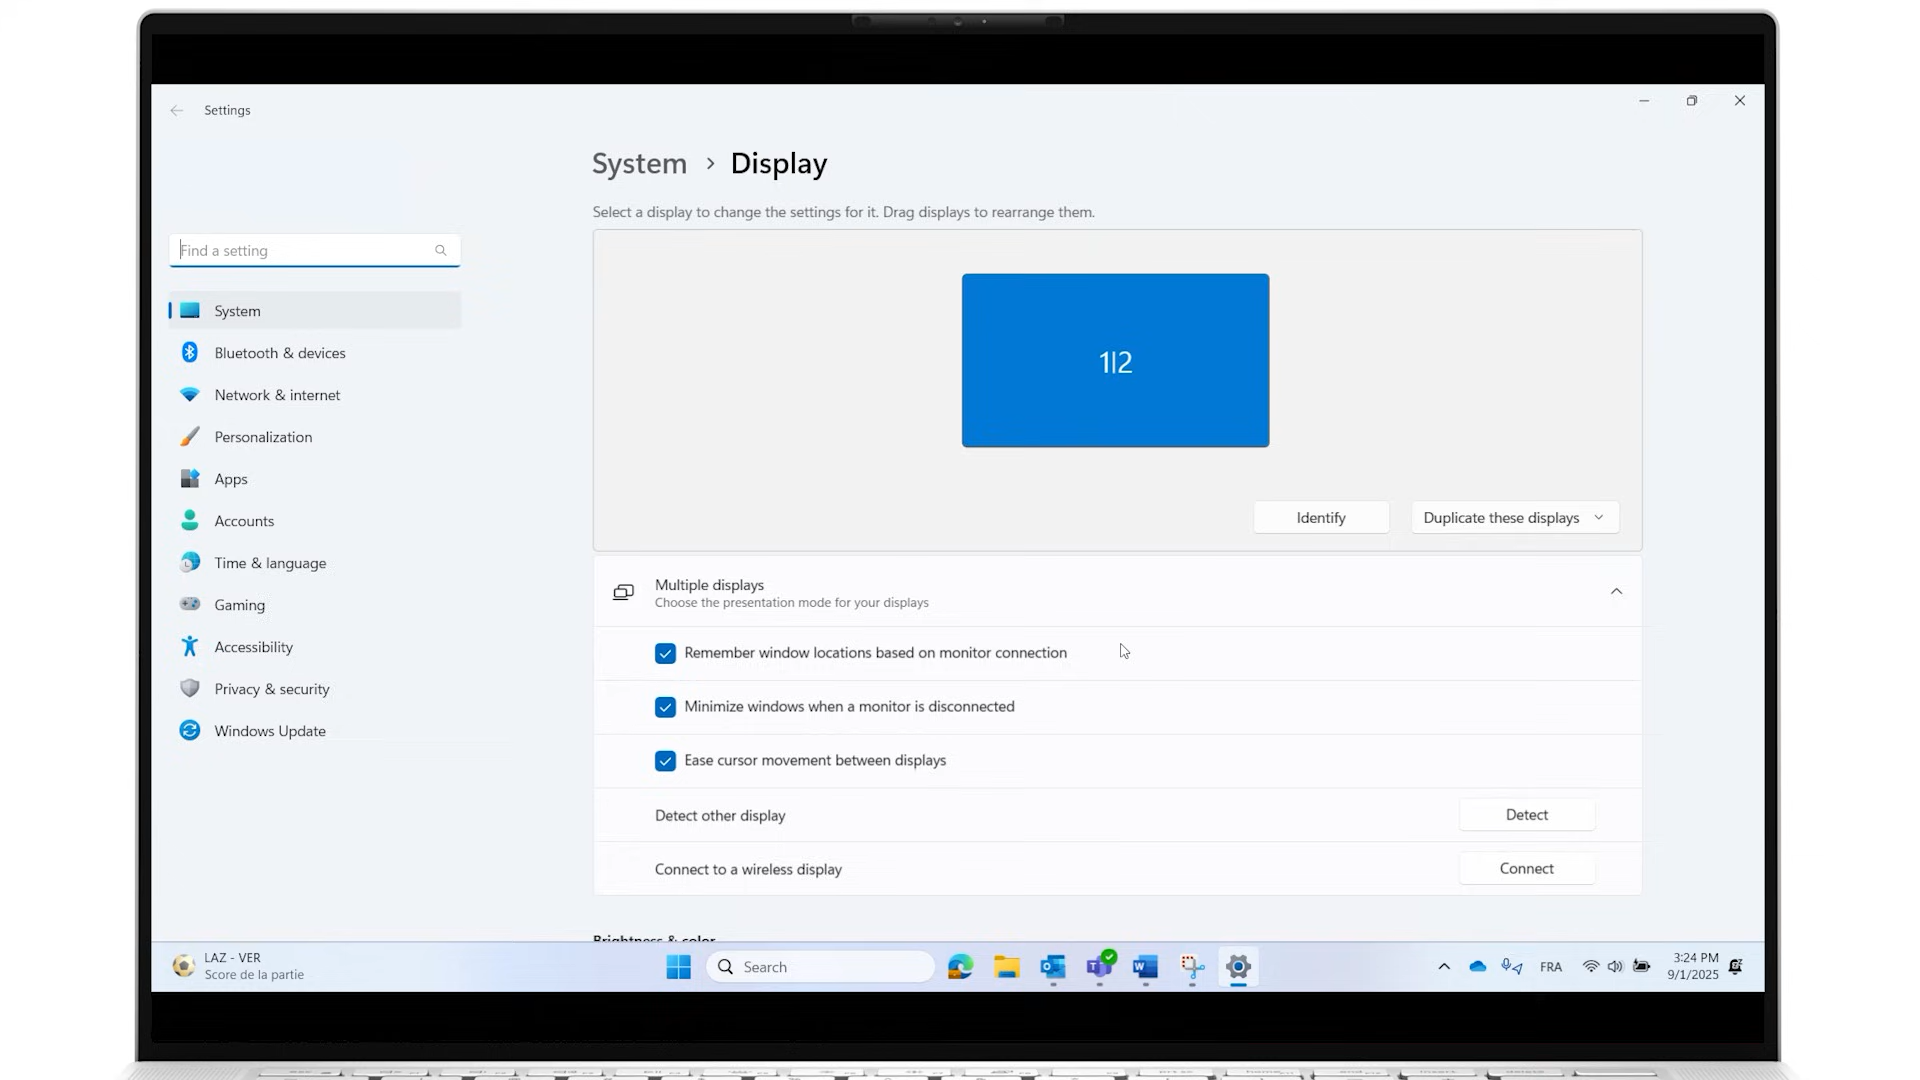 Settings
System › Display
Select a display to change the settings for it. Drag displays to rearrange them.
Find a setting
System
Bluetooth & devices
Network & internet
Personalization
Apps
Accounts
Time & language
Gaming
Accessibility
Privacy & security
Windows Update
1|2
Identify
Duplicate these displays
Multiple displays
Choose the presentation mode for your displays
Remember window locations based on monitor connection
Minimize windows when a monitor is disconnected
Ease cursor movement between displays
Detect other display
Detect
Connect to a wireless display
Connect
Brightness & color
LAZ - VER
Score de la partie
Search
FRA
3:24 PM
9/1/2025